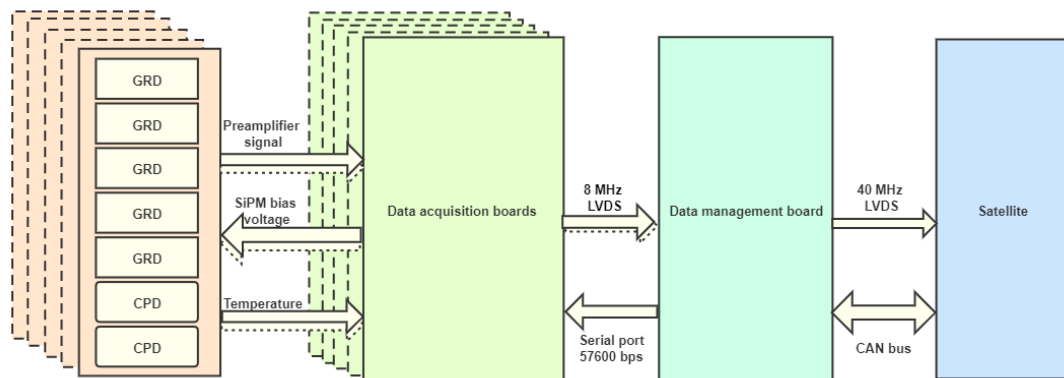 GRD
GRD
GRD
GRD
GRD
CPD
CPD
Preamplifier
signal
SiPM bias
voltage
Temperature
Data acquisition boards
8 MHz
LVDS
Serial port
57600 bps
Data management board
40 MHz
LVDS
CAN bus
Satellite